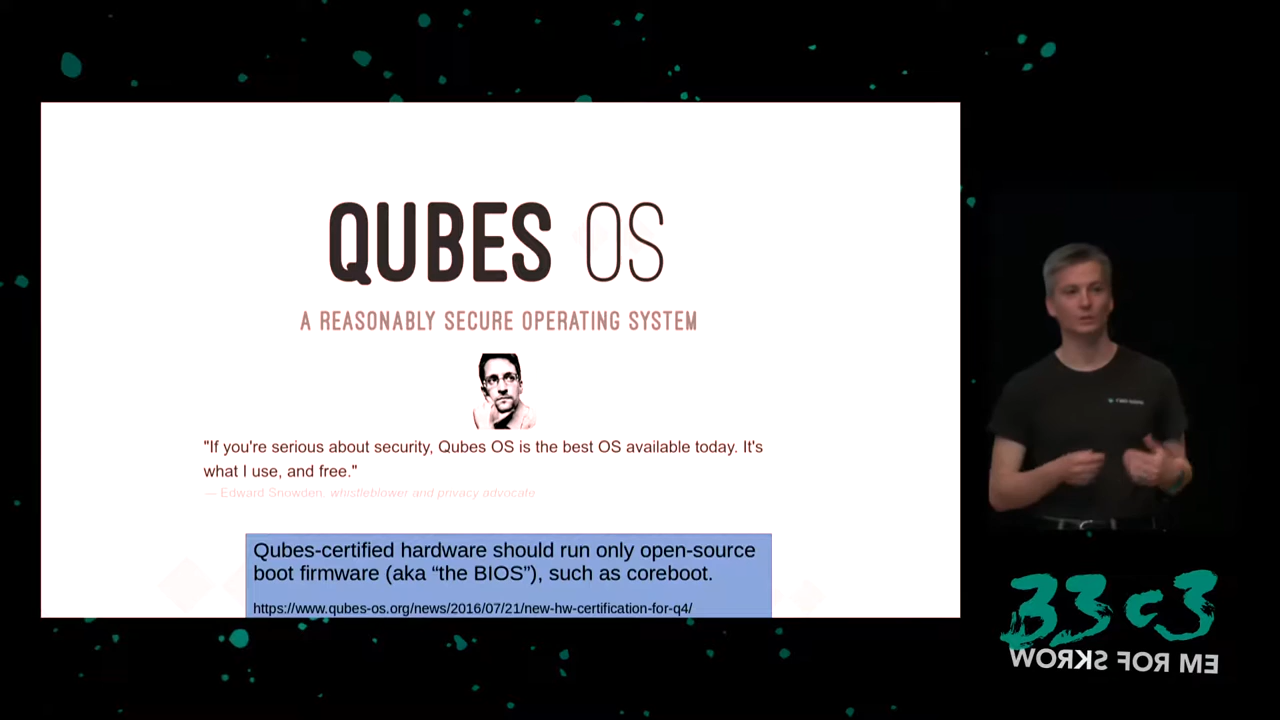 QUBES OS
A REASONABLY SECURE OPERATING SYSTEM
"If you're serious about security, Qubes OS is the best OS available today. It's
what I use, and free."
— Edward Snowden, whistleblower and privacy advocate
Qubes-certified hardware should run only open-source
boot firmware (aka “the BIOS”), such as coreboot.
https://www.qubes-os.org/news/2016/07/21/new-hw-certification-for-q4/
33c3
WORKS FOR ME